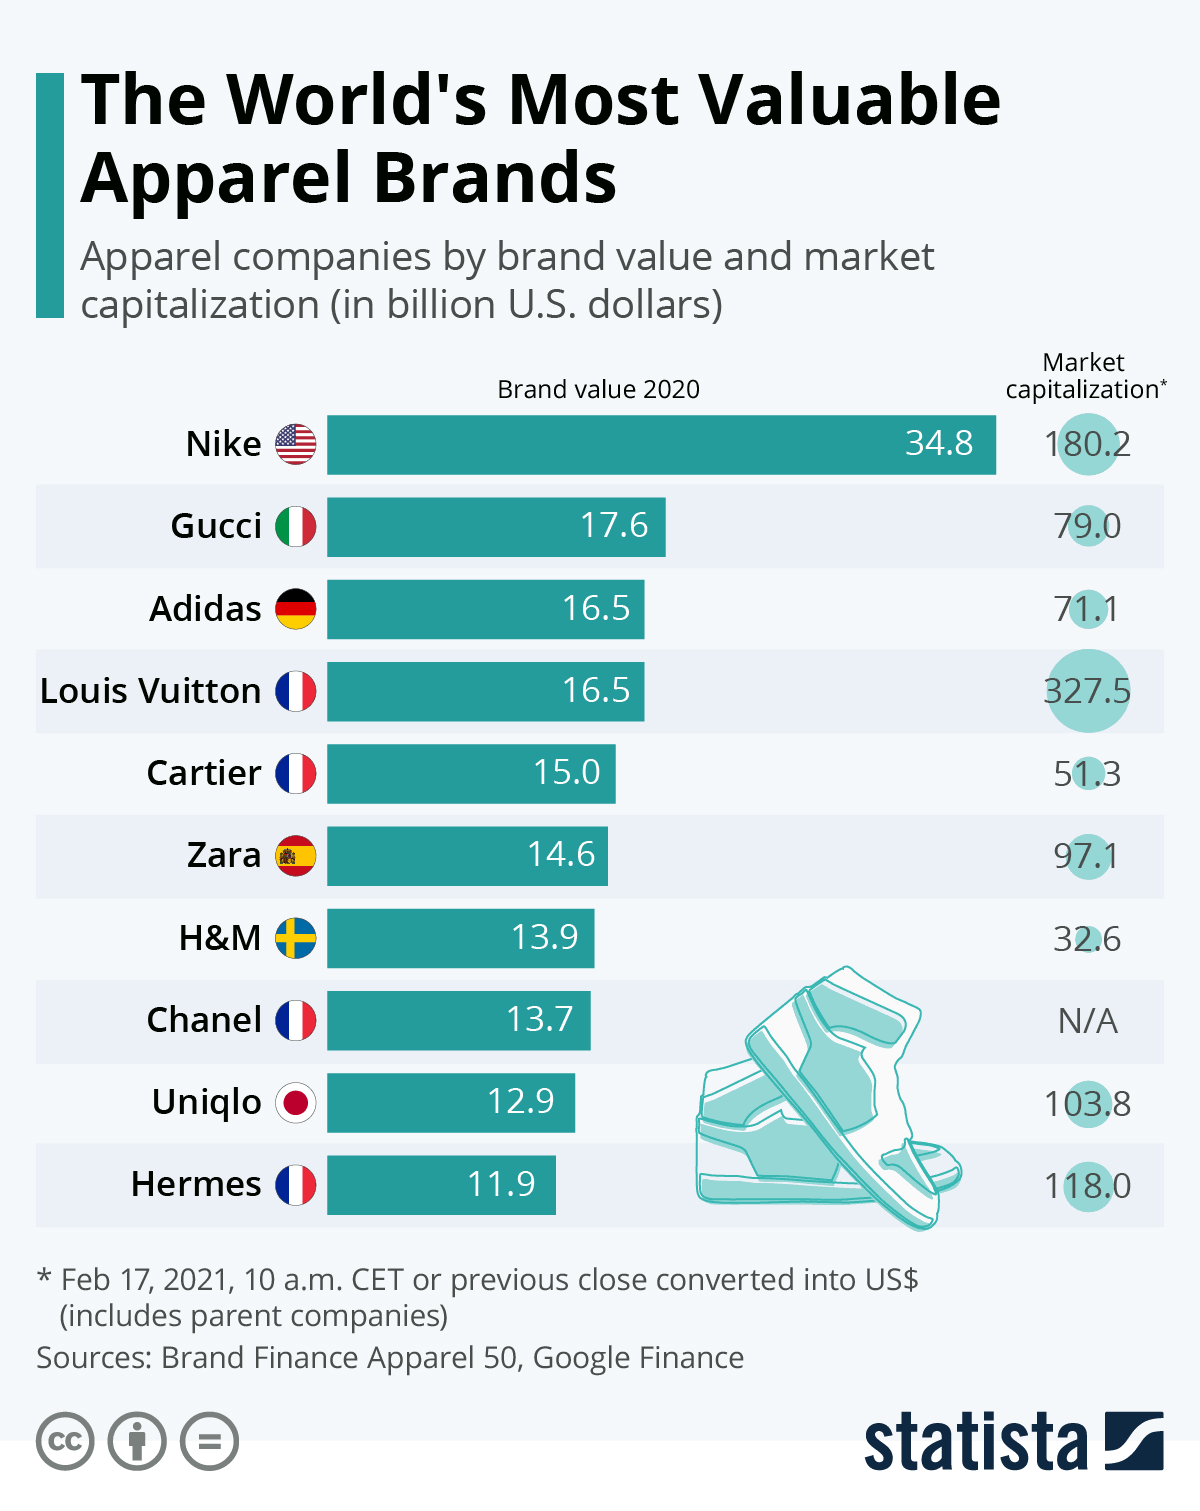 The World's Most Valuable
Apparel Brands
Apparel companies by brand value and market
capitalization (in billion U.S. dollars)
Brand value 2020
Market
capitalization*
Nike 34.8 180.2
Gucci 17.6 79.0
Adidas 16.5 71.1
Louis Vuitton 16.5 327.5
Cartier 15.0 51.3
Zara 14.6 97.1
H&M 13.9 32.6
Chanel 13.7 N/A
Uniqlo 12.9 103.8
Hermes 11.9 118.0
* Feb 17, 2021, 10 a.m. CET or previous close converted into US$
(includes parent companies)
Sources: Brand Finance Apparel 50, Google Finance
cc = statista